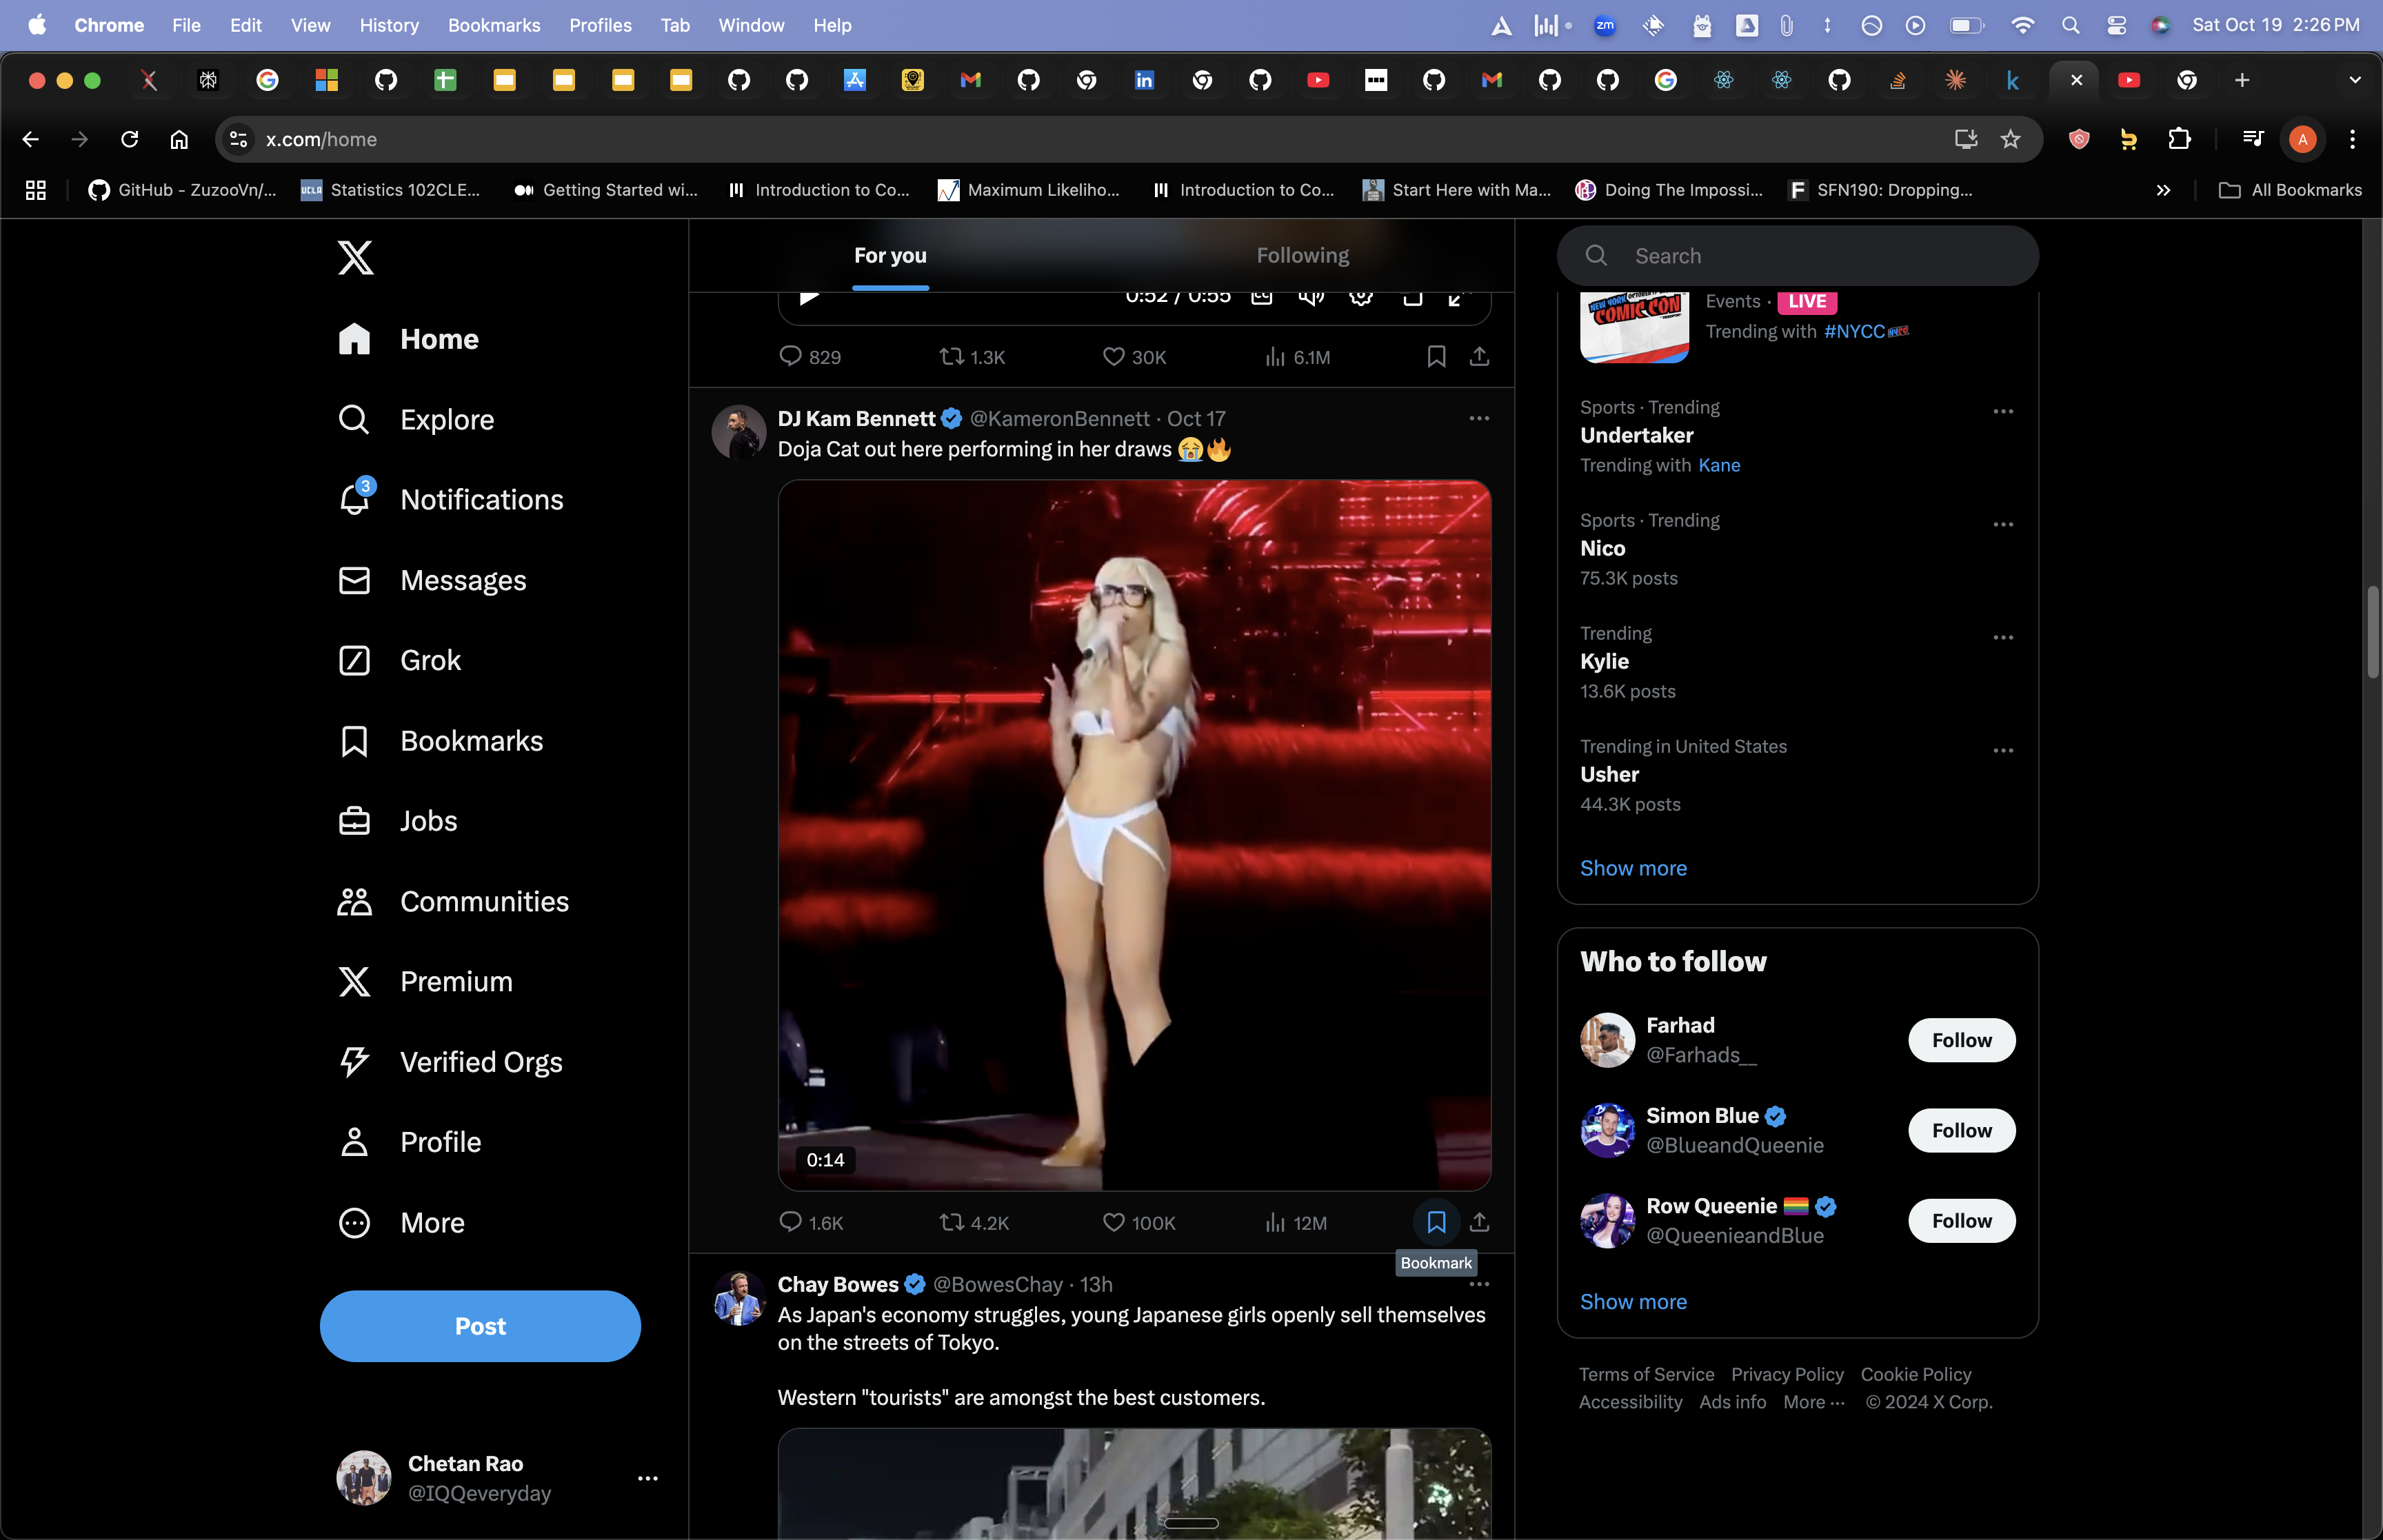 Chrome File Edit View History Bookmarks Profiles Tab Window Help
zm
Sat Oct 19 2:26 PM
x.com/home
A
GitHub - ZuzooVn/...
UCLA
Statistics 102CLE...
Getting Started wi...
Introduction to Co...
Maximum Likeliho...
Introduction to Co...
Start Here with Ma...
Doing The Impossi...
F
SFN190: Dropping...
All Bookmarks
Home
Explore
3
Notifications
Messages
Grok
Bookmarks
Jobs
Communities
Premium
Verified Orgs
Profile
More
Post
Chetan Rao
@IQQeveryday
For you
Following
0:52 / 0:55
829 1.3K 30K 6.1M
DJ Kam Bennett @KameronBennett · Oct 17
Doja Cat out here performing in her draws 😭🔥
0:14
1.6K 4.2K 100K 12M
Bookmark
Chay Bowes @BowesChay · 13h
As Japan's economy struggles, young Japanese girls openly sell themselves
on the streets of Tokyo.
Western "tourists" are amongst the best customers.
Search
NEW YORK
COMIC CON
Events · LIVE
Trending with #NYCC
Sports · Trending
Undertaker
Trending with Kane
Sports · Trending
Nico
75.3K posts
Trending
Kylie
13.6K posts
Trending in United States
Usher
44.3K posts
Show more
Who to follow
Farhad
@Farhads__
Follow
Simon Blue
@BlueandQueenie
Follow
Row Queenie 🏳️‍🌈
@QueenieandBlue
Follow
Show more
Terms of Service Privacy Policy Cookie Policy
Accessibility Ads info More ··· © 2024 X Corp.